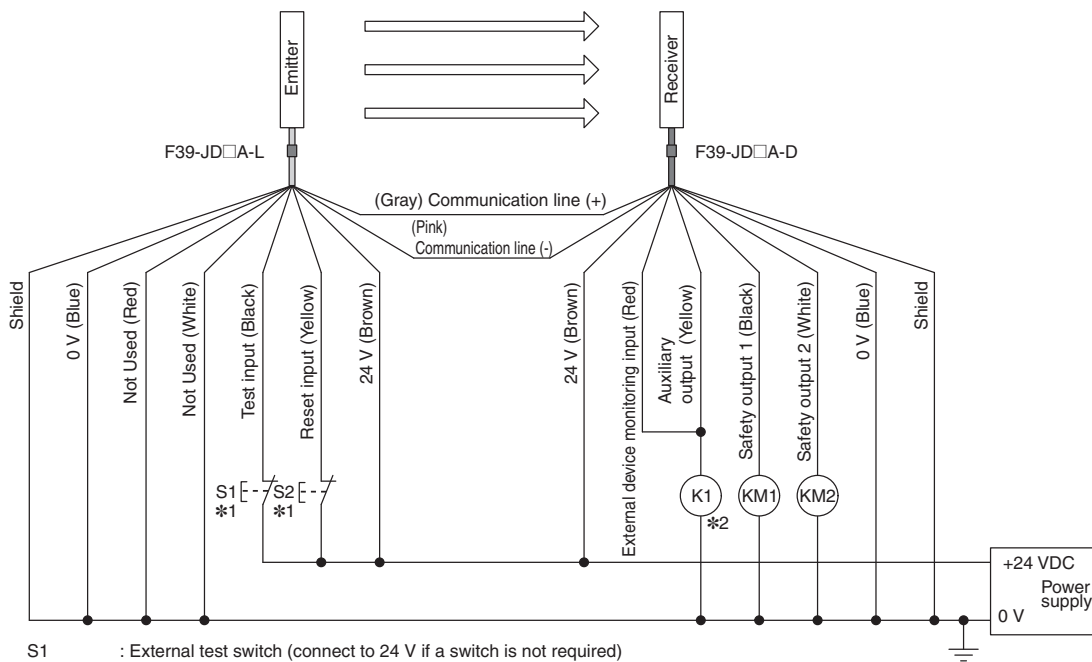 Emitter
Receiver
F39-JD□A-L
F39-JD□A-D
(Gray) Communication line (+)
(Pink)
Communication line (-)
Shield
0 V (Blue)
Not Used (Red)
Not Used (White)
Test input (Black)
Reset input (Yellow)
24 V (Brown)
24 V (Brown)
External device monitoring input (Red)
Auxiliary
output (Yellow)
Safety output 1 (Black)
Safety output 2 (White)
0 V (Blue)
Shield
S1
*1
S2
*1
K1
*2
KM1
KM2
+24 VDC
Power
supply
0 V
S1 : External test switch (connect to 24 V if a switch is not required)